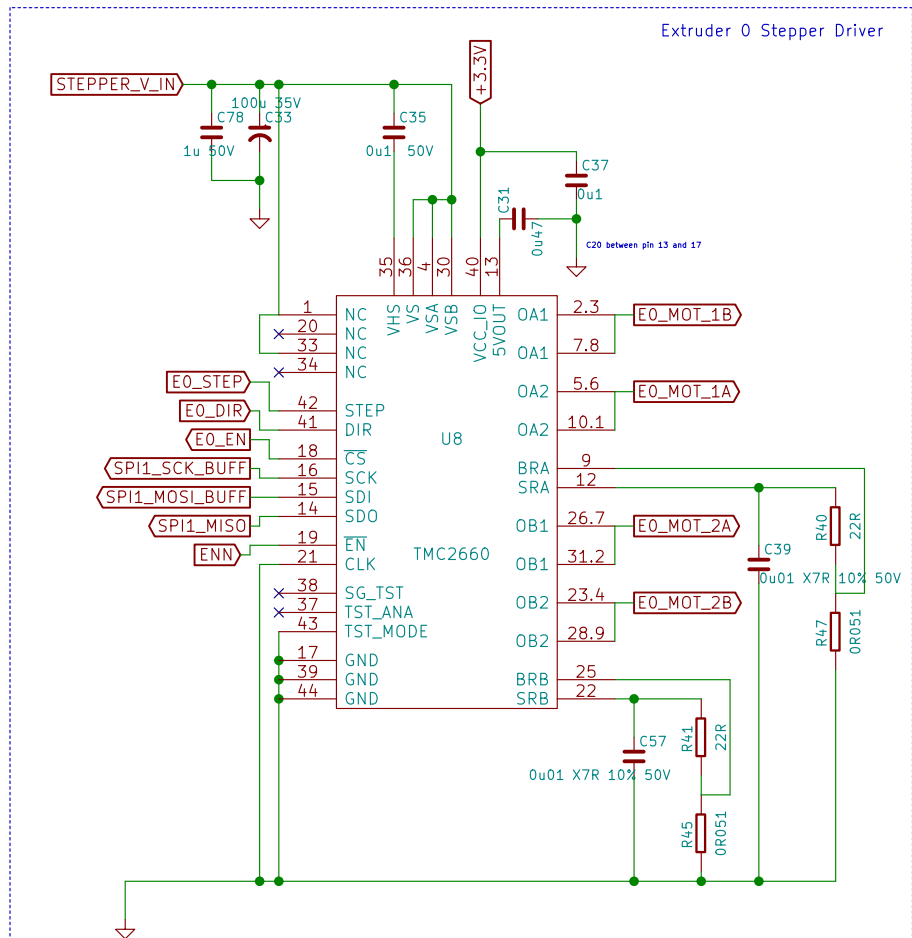 Extruder 0 Stepper Driver
STEPPER_V_IN
+3.3V
100u 35V
C78
C33
1u 50V
C35
0u1 50V
C37
0u1
C31
0u47
C20 between pin 13 and 17
35
36
4
30
40
13
VHS
VS
VSA
VSB
VCC_IO
5VOUT
1 NC
20 NC
33 NC
34 NC
E0_STEP
42 STEP
E0_DIR
41 DIR
E0_EN
18 CS
SPI1_SCK_BUFF
16 SCK
SPI1_MOSI_BUFF
15 SDI
SPI1_MISO
14 SDO
ENN
19 EN
21 CLK
38 SG_TST
37 TST_ANA
43 TST_MODE
17 GND
39 GND
44 GND
U8
TMC2660
OA1 2.3
E0_MOT_1B
OA1 7.8
OA2 5.6
E0_MOT_1A
OA2 10.1
BRA 9
SRA 12
OB1 26.7
E0_MOT_2A
OB1 31.2
OB2 23.4
E0_MOT_2B
OB2 28.9
BRB 25
SRB 22
R40
22R
C39
0u01 X7R 10% 50V
R47
0R051
R41
22R
C57
0u01 X7R 10% 50V
R45
0R051